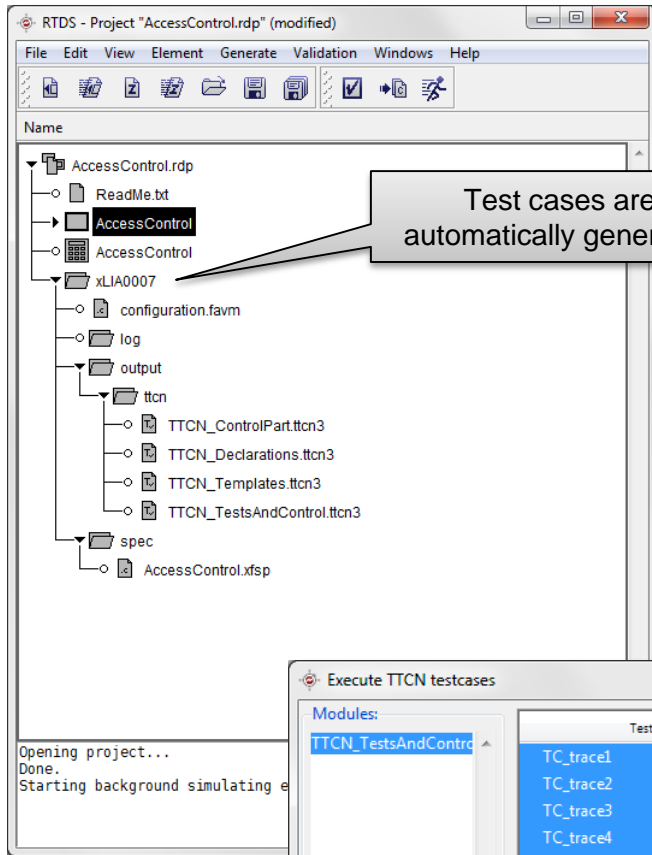 RTDS - Project "AccessControl.rdp" (modified)
File Edit View Element Generate Validation Windows Help
Name
AccessControl.rdp
ReadMe.txt
AccessControl
AccessControl
xLIA0007
configuration.favm
log
output
ttcn
TTCN_ControlPart.ttcn3
TTCN_Declarations.ttcn3
TTCN_Templates.ttcn3
TTCN_TestsAndControl.ttcn3
spec
AccessControl.xfsp
Test cases are
automatically gener
Opening project...
Done.
Starting background simulating e
Execute TTCN testcases
Modules:
TTCN_TestsAndContro
Test
TC_trace1
TC_trace2
TC_trace3
TC_trace4